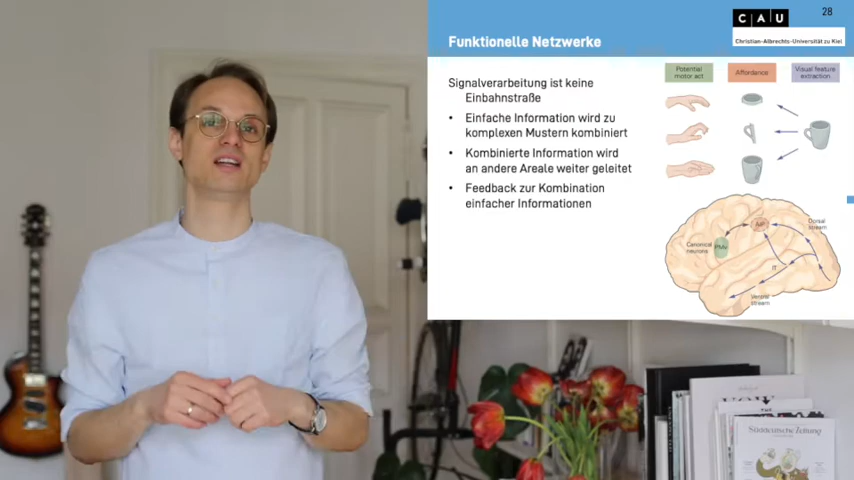 28
C A U
Christian-Albrechts-Universität zu Kiel
Funktionelle Netzwerke
Potential
motor act
Affordance
Visual feature
extraction
Signalverarbeitung ist keine
Einbahnstraße
• Einfache Information wird zu
komplexen Mustern kombiniert
• Kombinierte Information wird
an andere Areale weiter geleitet
• Feedback zur Kombination
einfacher Informationen
Dorsal
stream
AIP
Canonical
neurons
PMv
IT
Ventral
stream
Süddeutsche Zeitung